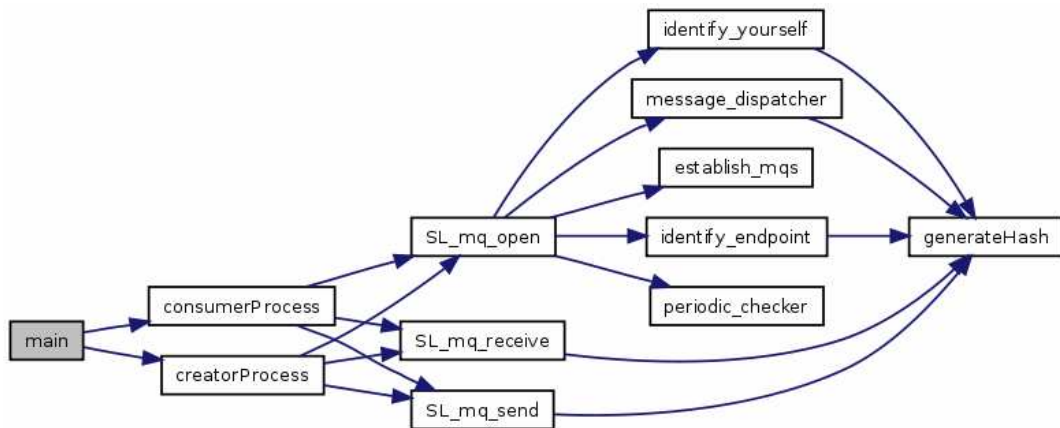 identify_yourself
message_dispatcher
establish_mqs
SL_mq_open
identify_endpoint
generateHash
consumerProcess
periodic_checker
main
SL_mq_receive
creatorProcess
SL_mq_send